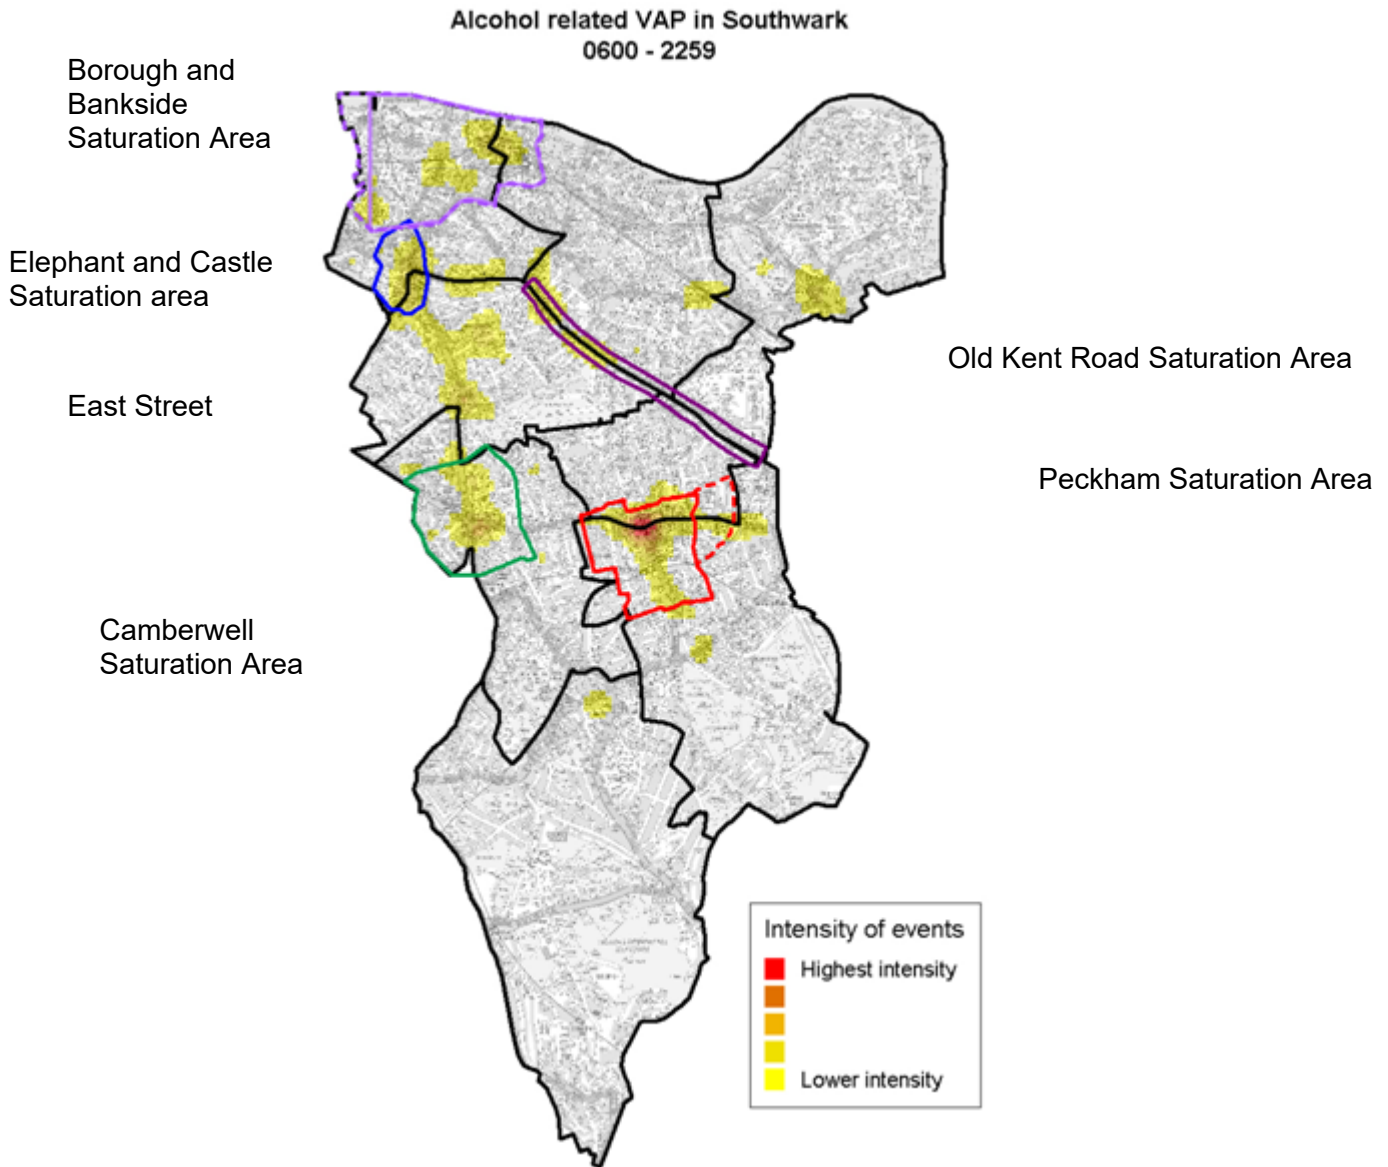 Alcohol related VAP in Southwark
0600 - 2259
Borough and
Bankside
Saturation Area
Elephant and Castle
Saturation area
Old Kent Road Saturation Area
East Street
Peckham Saturation Area
Camberwell
Saturation Area
Intensity of events
Highest intensity
Lower intensity